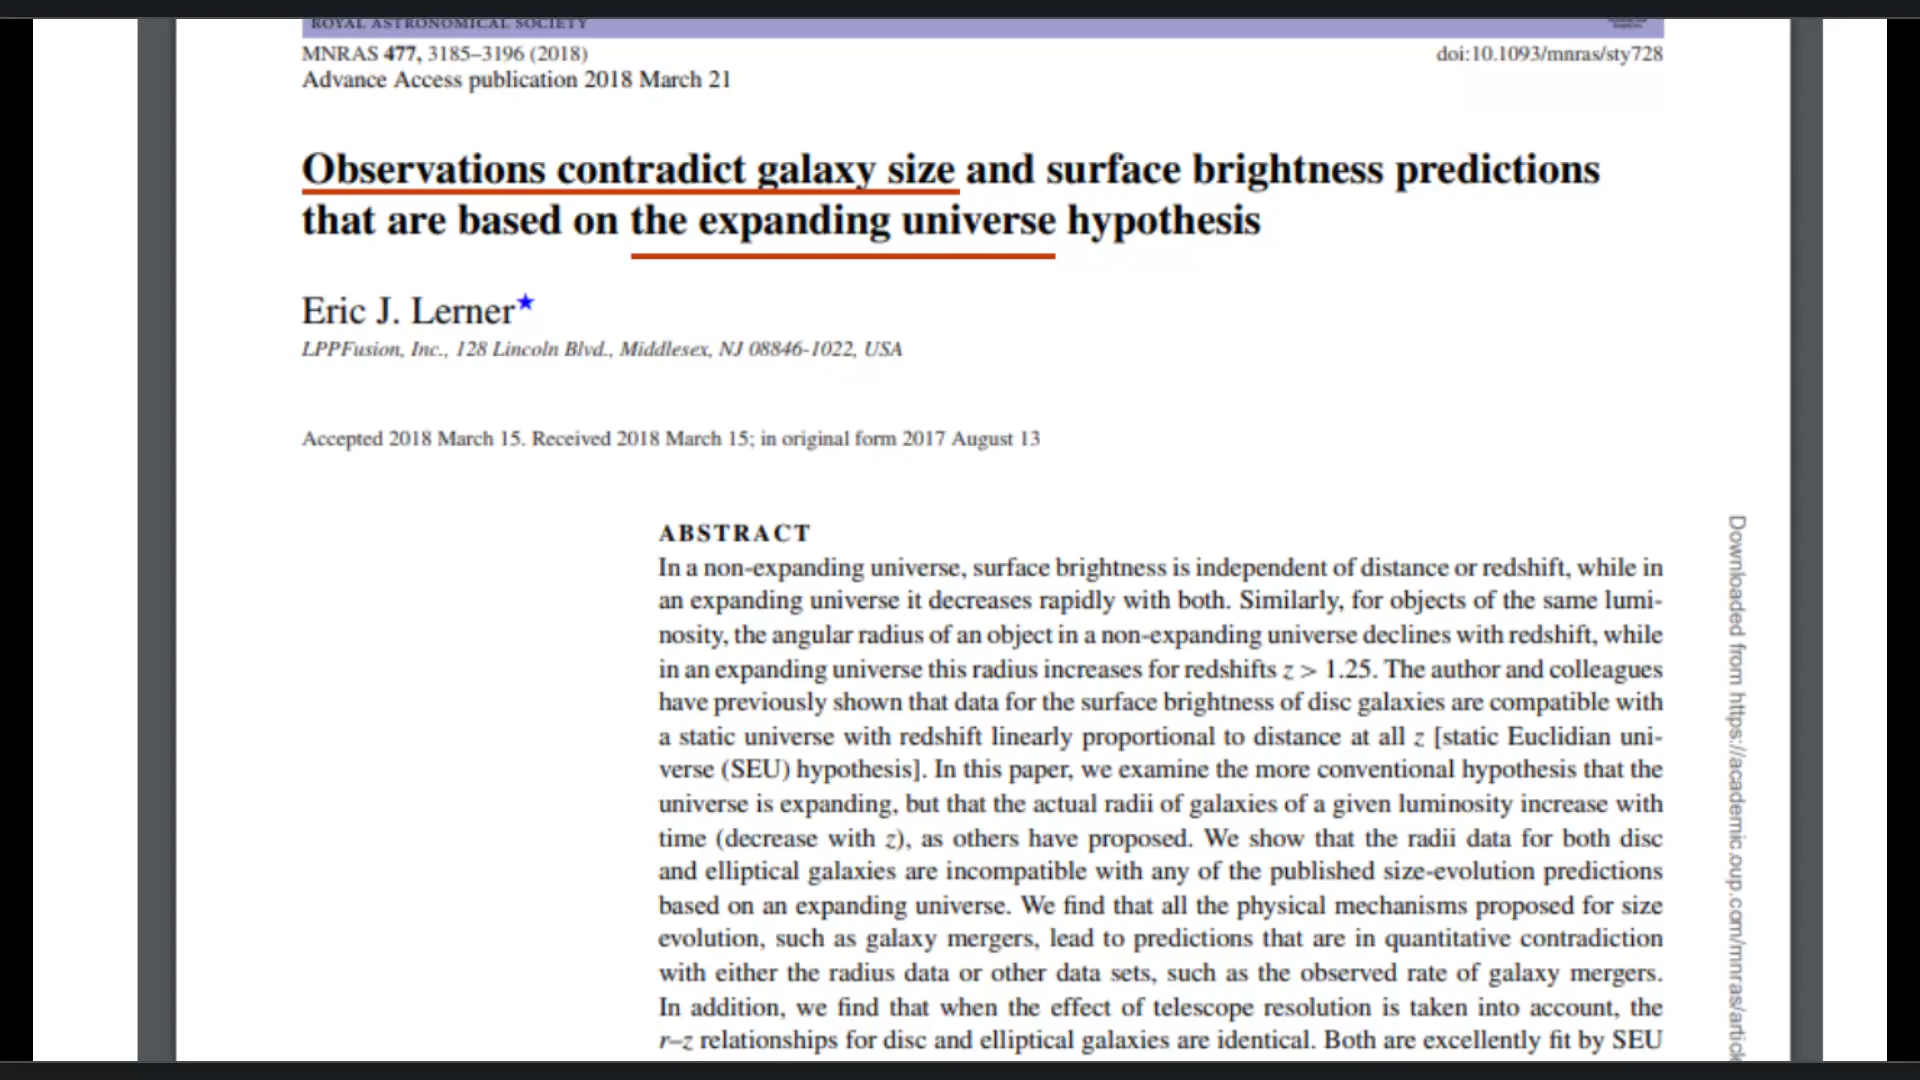 ROYAL ASTRONOMICAL SOCIETY
MNRAS 477, 3185–3196 (2018)
doi:10.1093/mnras/sty728
Advance Access publication 2018 March 21
Observations contradict galaxy size and surface brightness predictions
that are based on the expanding universe hypothesis
Eric J. Lerner★
LPPFusion, Inc., 128 Lincoln Blvd., Middlesex, NJ 08846-1022, USA
Accepted 2018 March 15. Received 2018 March 15; in original form 2017 August 13
ABSTRACT
In a non-expanding universe, surface brightness is independent of distance or redshift, while in
an expanding universe it decreases rapidly with both. Similarly, for objects of the same lumi-
nosity, the angular radius of an object in a non-expanding universe declines with redshift, while
in an expanding universe this radius increases for redshifts z > 1.25. The author and colleagues
have previously shown that data for the surface brightness of disc galaxies are compatible with
a static universe with redshift linearly proportional to distance at all z [static Euclidian uni-
verse (SEU) hypothesis]. In this paper, we examine the more conventional hypothesis that the
universe is expanding, but that the actual radii of galaxies of a given luminosity increase with
time (decrease with z), as others have proposed. We show that the radii data for both disc
and elliptical galaxies are incompatible with any of the published size-evolution predictions
based on an expanding universe. We find that all the physical mechanisms proposed for size
evolution, such as galaxy mergers, lead to predictions that are in quantitative contradiction
with either the radius data or other data sets, such as the observed rate of galaxy mergers.
In addition, we find that when the effect of telescope resolution is taken into account, the
r–z relationships for disc and elliptical galaxies are identical. Both are excellently fit by SEU
Downloaded from https://academic.oup.com/mnras/article